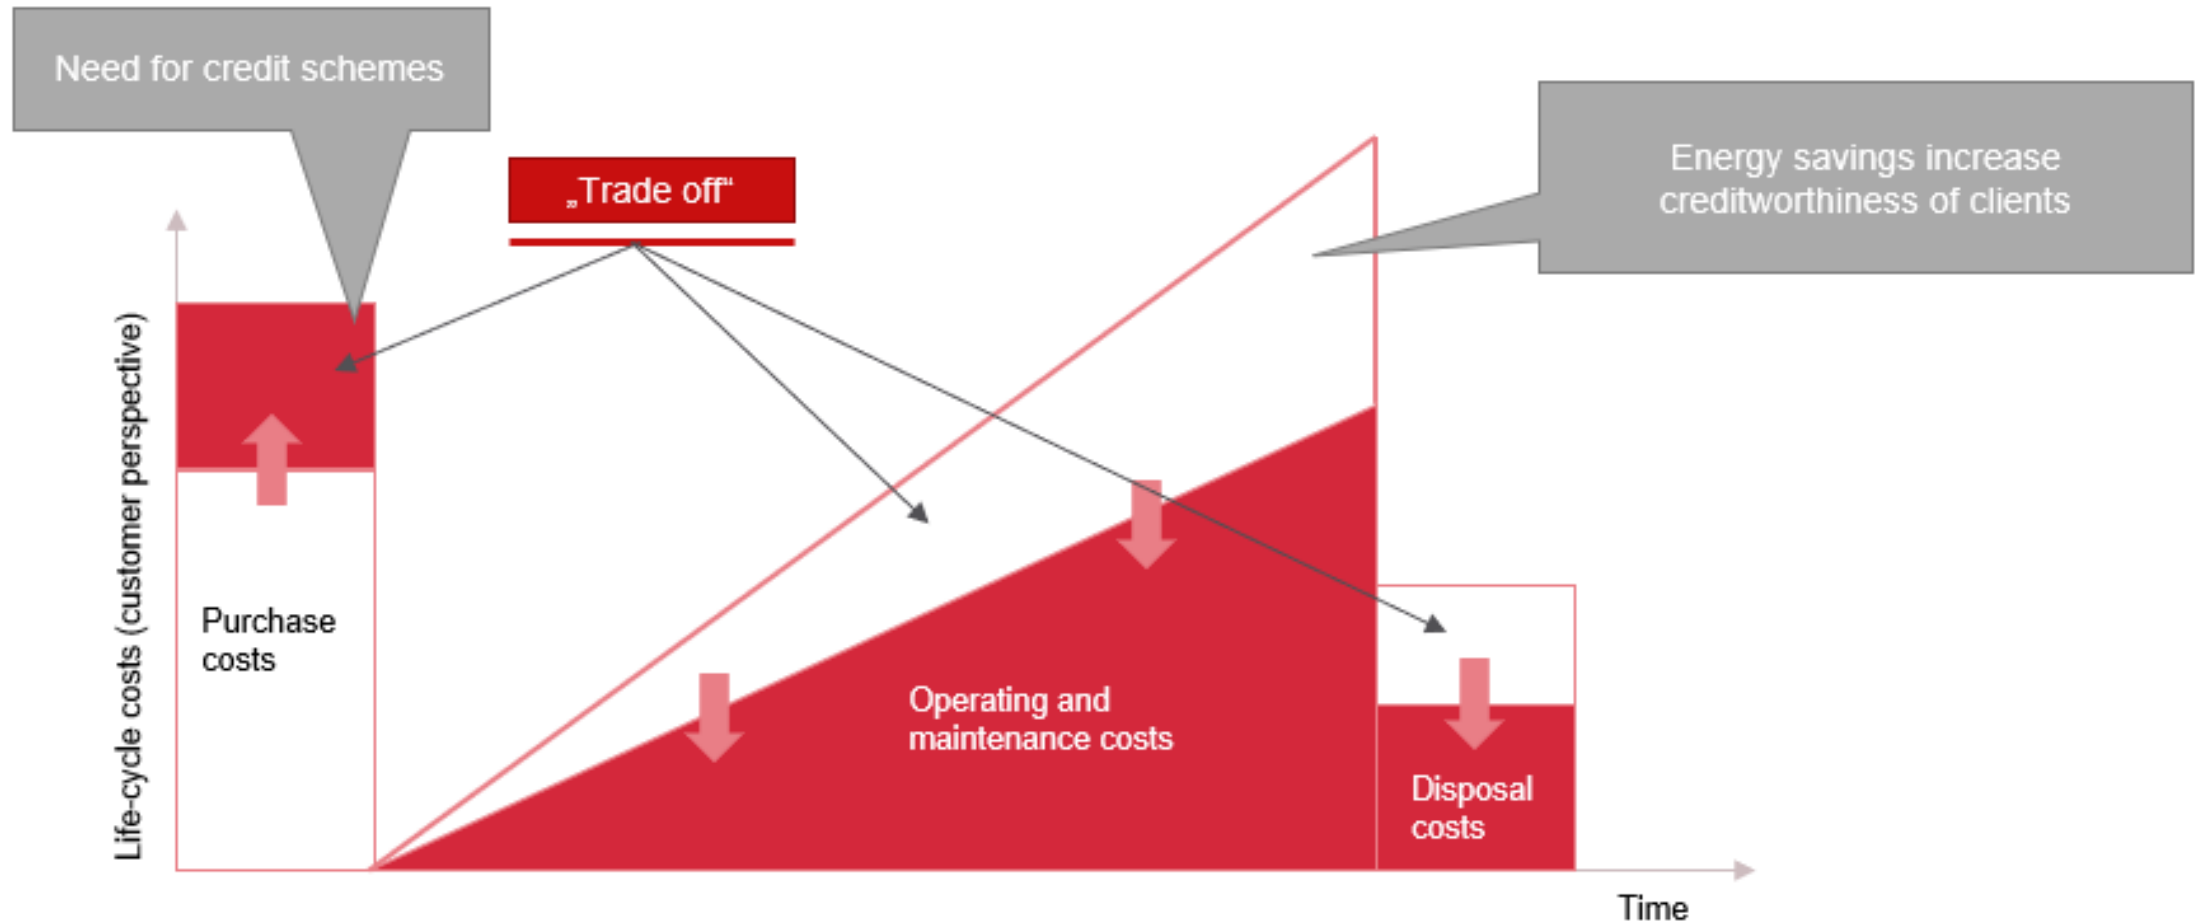 Need for credit schemes
„Trade off“
Energy savings increase
creditworthiness of clients
Life-cycle costs (customer perspective)
Purchase
costs
Operating and
maintenance costs
Disposal
costs
Time